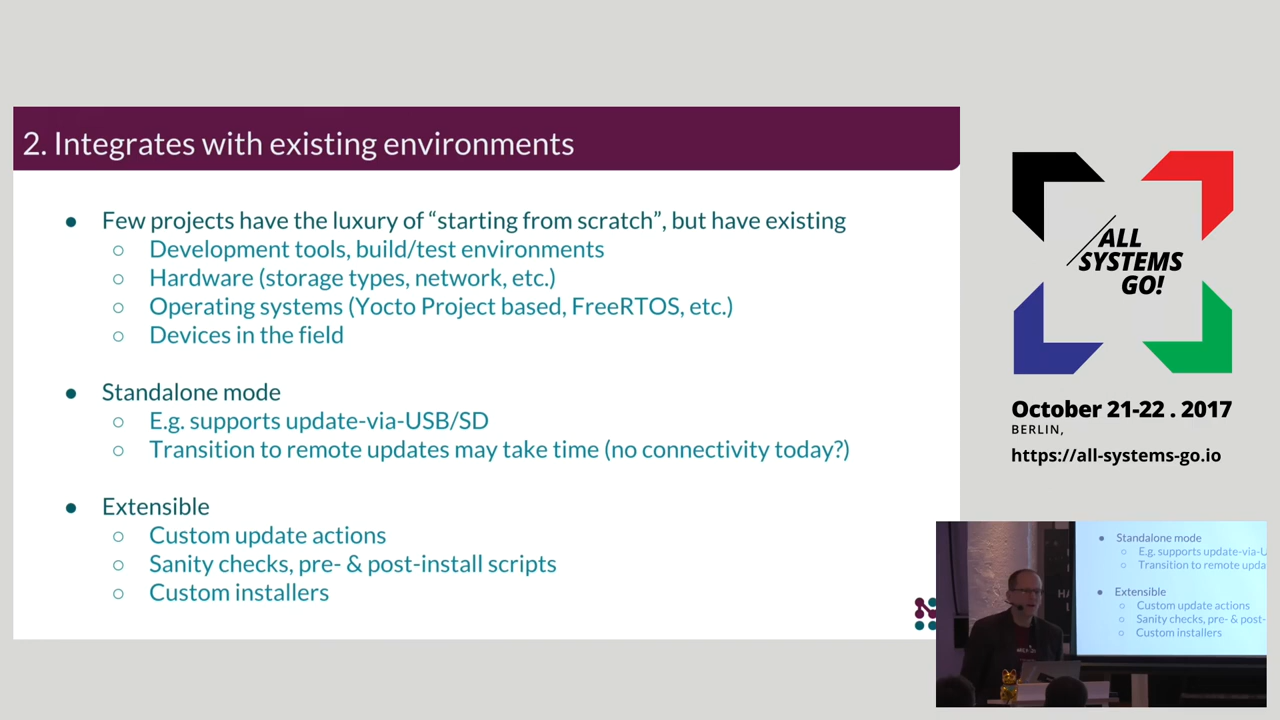 2. Integrates with existing environments
● Few projects have the luxury of “starting from scratch”, but have existing
○ Development tools, build/test environments
○ Hardware (storage types, network, etc.)
○ Operating systems (Yocto Project based, FreeRTOS, etc.)
○ Devices in the field
● Standalone mode
○ E.g. supports update-via-USB/SD
○ Transition to remote updates may take time (no connectivity today?)
● Extensible
○ Custom update actions
○ Sanity checks, pre- & post-install scripts
○ Custom installers
ALL
SYSTEMS
GO!
October 21-22 . 2017
BERLIN,
https://all-systems-go.io
● Standalone mode
○ E.g. supports update-via-U
○ Transition to remote upda
● Extensible
○ Custom update actions
○ Sanity checks, pre- & post-
○ Custom installers